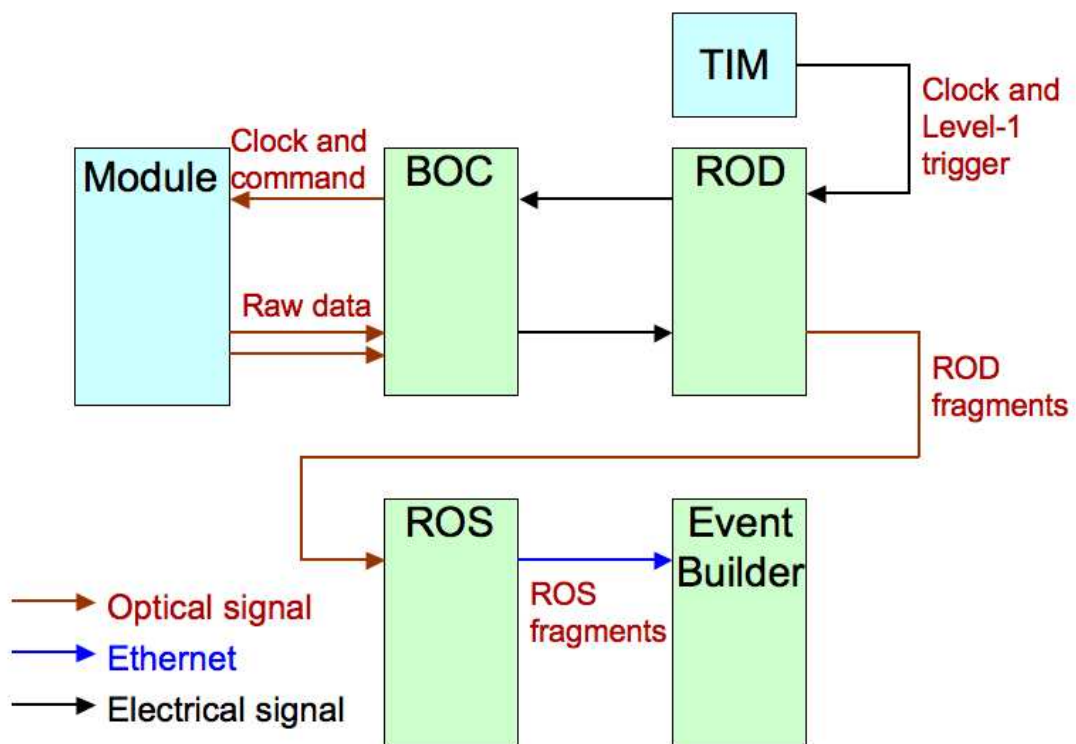 TIM
Clock and
Level-1
trigger
Module
Clock and
command
BOC
ROD
Raw data
ROD
fragments
ROS
Event
Builder
ROS
fragments
Optical signal
Ethernet
Electrical signal